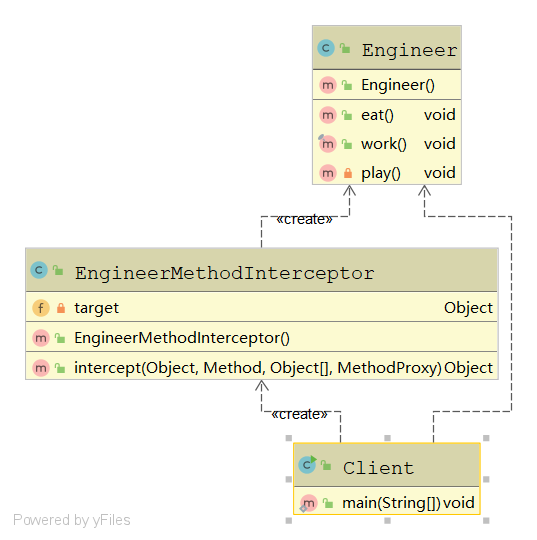 Engineer
Engineer()
eat() void
work() void
play() void
«create»
EngineerMethodInterceptor
target Object
EngineerMethodInterceptor()
intercept(Object, Method, Object[], MethodProxy) Object
«create»
Client
main(String[]) void
Powered by yFiles